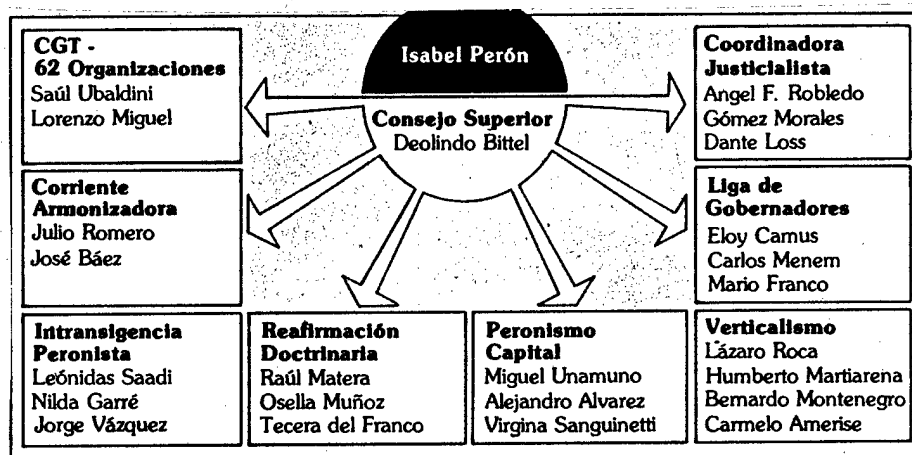 Isabel Perón
Consejo Superior
Deolindo Bittel
CGT -
62 Organizaciones
Saúl Ubaldini
Lorenzo Miguel
Corriente
Armonizadora
Julio Romero
José Báez
Intransigencia
Peronista
Leónidas Saadi
Nilda Garré
Jorge Vázquez
Reafirmación
Doctrinaria
Raúl Matera
Osella Muñoz
Tecera del Franco
Peronismo
Capital
Miguel Unamuno
Alejandro Alvarez
Virgina Sanguinetti
Coordinadora
Justicialista
Angel F. Robledo
Gómez Morales
Dante Loss
Liga de
Gobernadores
Eloy Camus
Carlos Menem
Mario Franco
Verticalismo
Lázaro Roca
Humberto Martiarena
Bernardo Montenegro
Carmelo Amerise